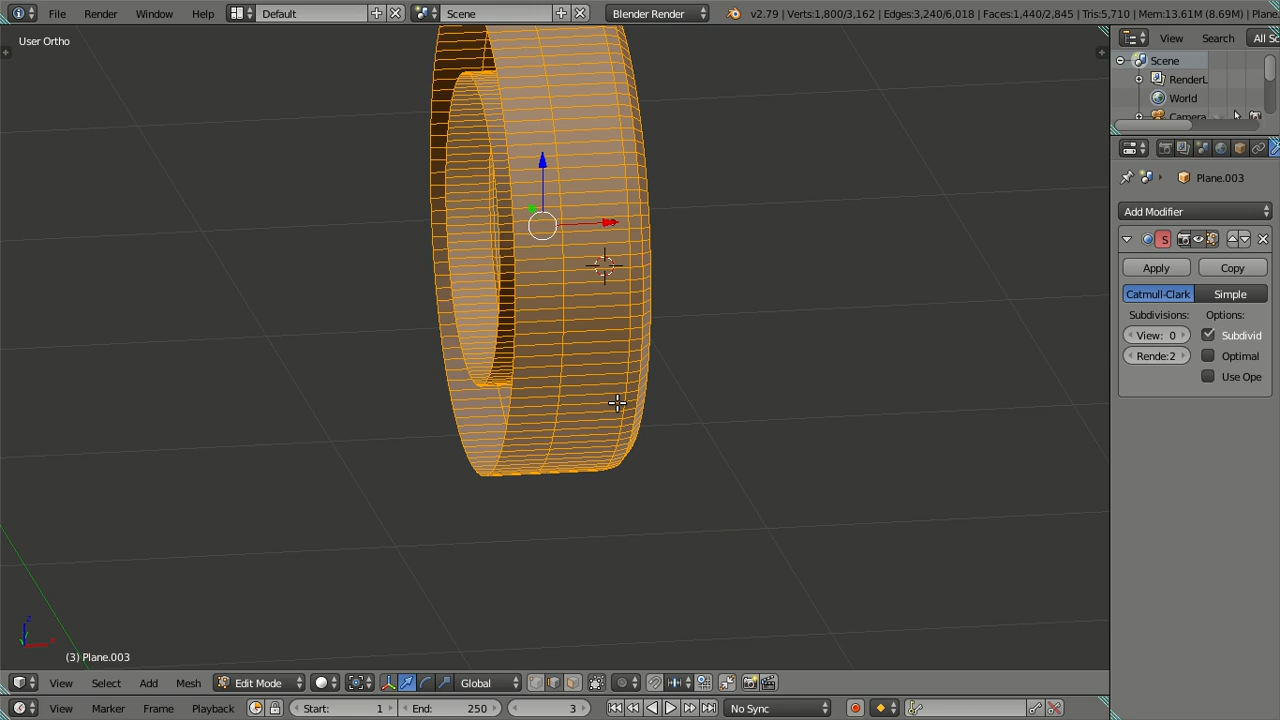 File Render Window Help Default Scene Blender Render v2.79 | Verts:1,800/3,162 | Edges:3,240/6,018 | Faces:1,440/2,845 | Tris:5,710 | Mem:13.61M (8.69M) | Plane
User Ortho
View Search All Sc
Scene
RenderL
World
Camera
Plane.003
Add Modifier
S
Apply Copy
Catmull-Clark Simple
Subdivisions: Options:
View: 0 Subdivid
Rende:2 Optimal
Use Ope
z
x
(3) Plane.003
View Select Add Mesh Edit Mode Global
View Marker Frame Playback Start: 1 End: 250 3 No Sync